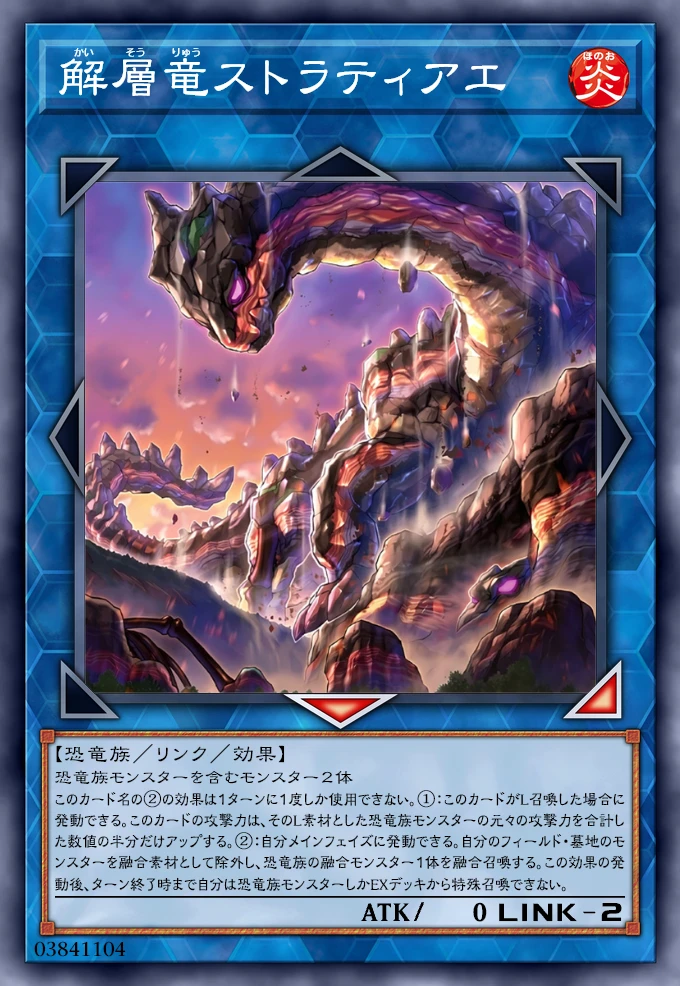 かい そう りゅう
解層竜ストラティアエ
ほのお
炎
【恐竜族／リンク／効果】
恐竜族モンスターを含むモンスター２体
このカード名の②の効果は1ターンに1度しか使用できない。①：このカードがL召喚した場合に
発動できる。このカードの攻撃力は、そのL素材とした恐竜族モンスターの元々の攻撃力を合計し
た数値の半分だけアップする。②：自分メインフェイズに発動できる。自分のフィールド・墓地のモ
ンスターを融合素材として除外し、恐竜族の融合モンスター1体を融合召喚する。この効果の発
動後、ターン終了時まで自分は恐竜族モンスターしかEXデッキから特殊召喚できない。
ATK/ 0 LINK-2
03841104